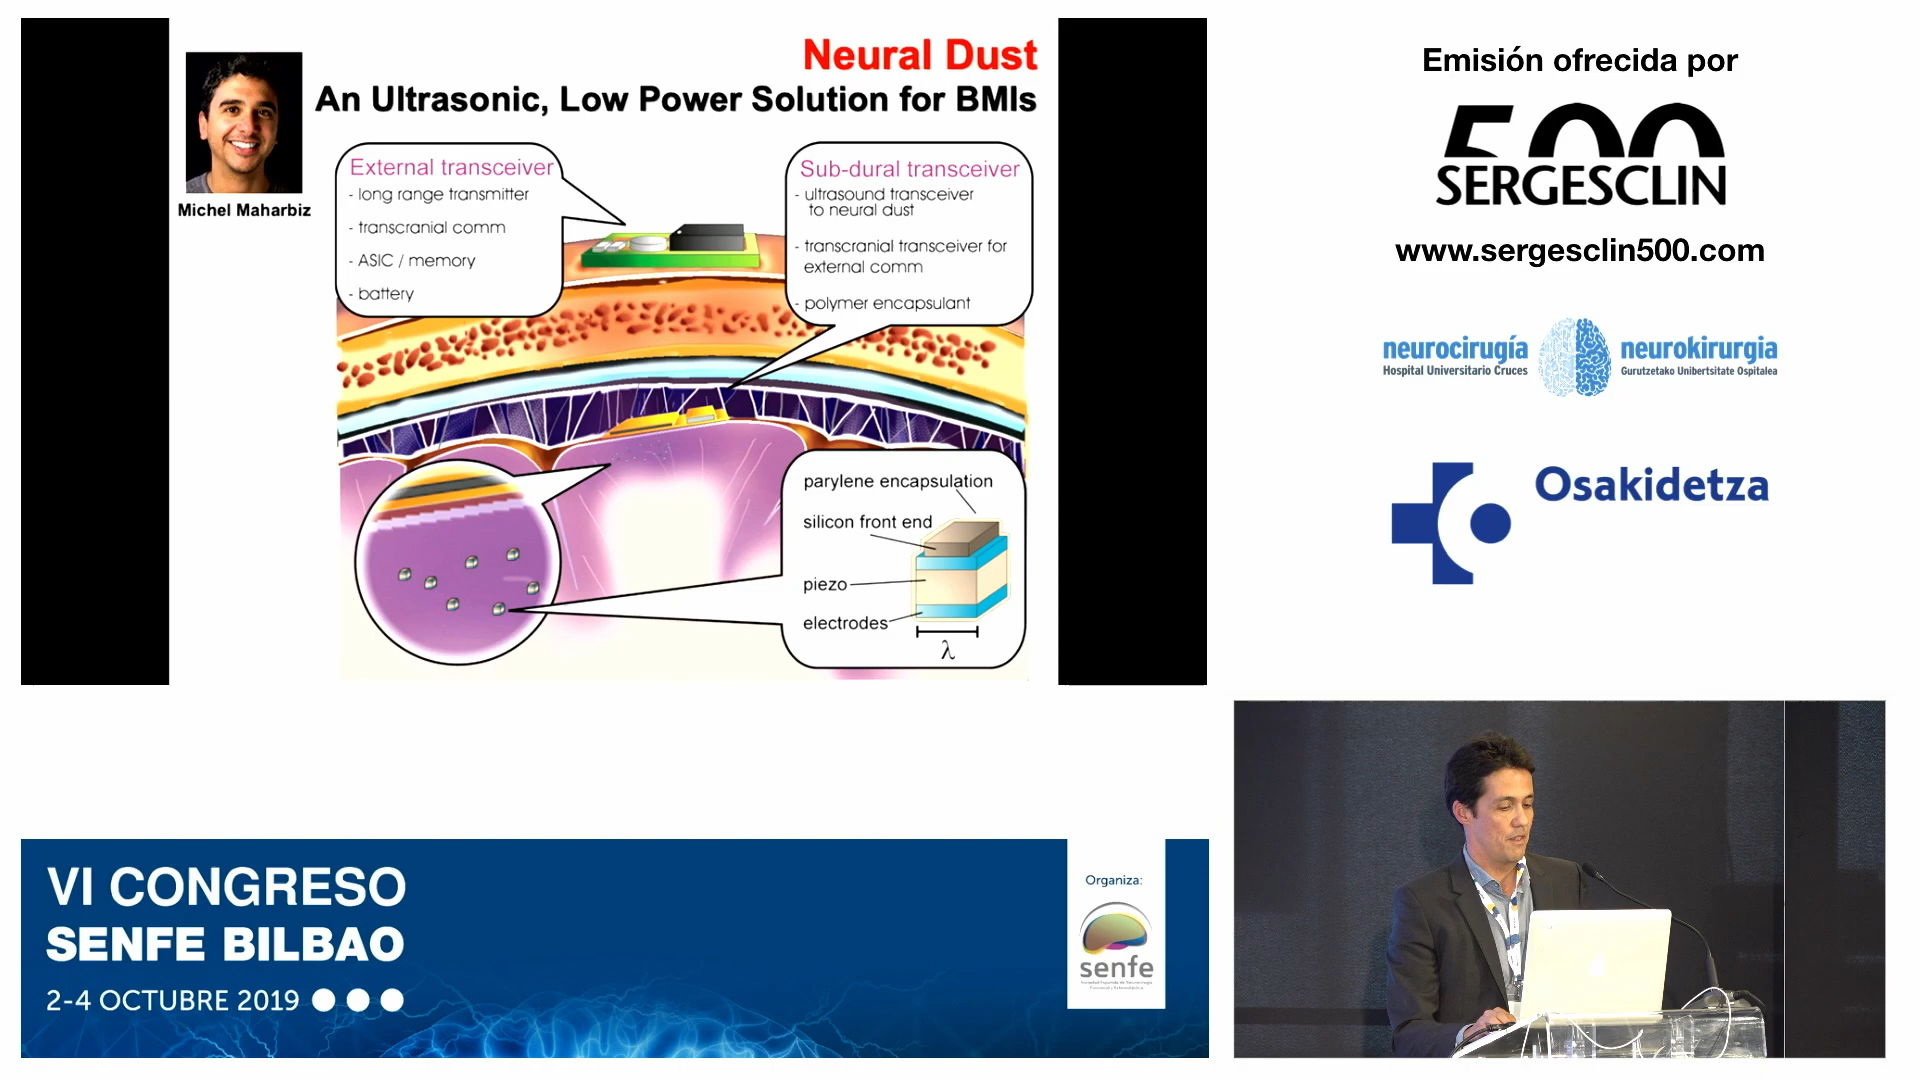 Neural Dust
An Ultrasonic, Low Power Solution for BMIs
Michel Maharbiz
External transceiver
- long range transmitter
- transcranial comm
- ASIC / memory
- battery
Sub-dural transceiver
- ultrasound transceiver
to neural dust
- transcranial transceiver for
external comm
- polymer encapsulant
parylene encapsulation
silicon front end
piezo
electrodes
λ
Emisión ofrecida por
500
SERGESCLIN
www.sergesclin500.com
neurocirugía
Hospital Universitario Cruces
neurokirurgia
Gurutzetako Unibertsitate Ospitalea
Osakidetza
VI CONGRESO
SENFE BILBAO
2-4 OCTUBRE 2019
Organiza:
senfe